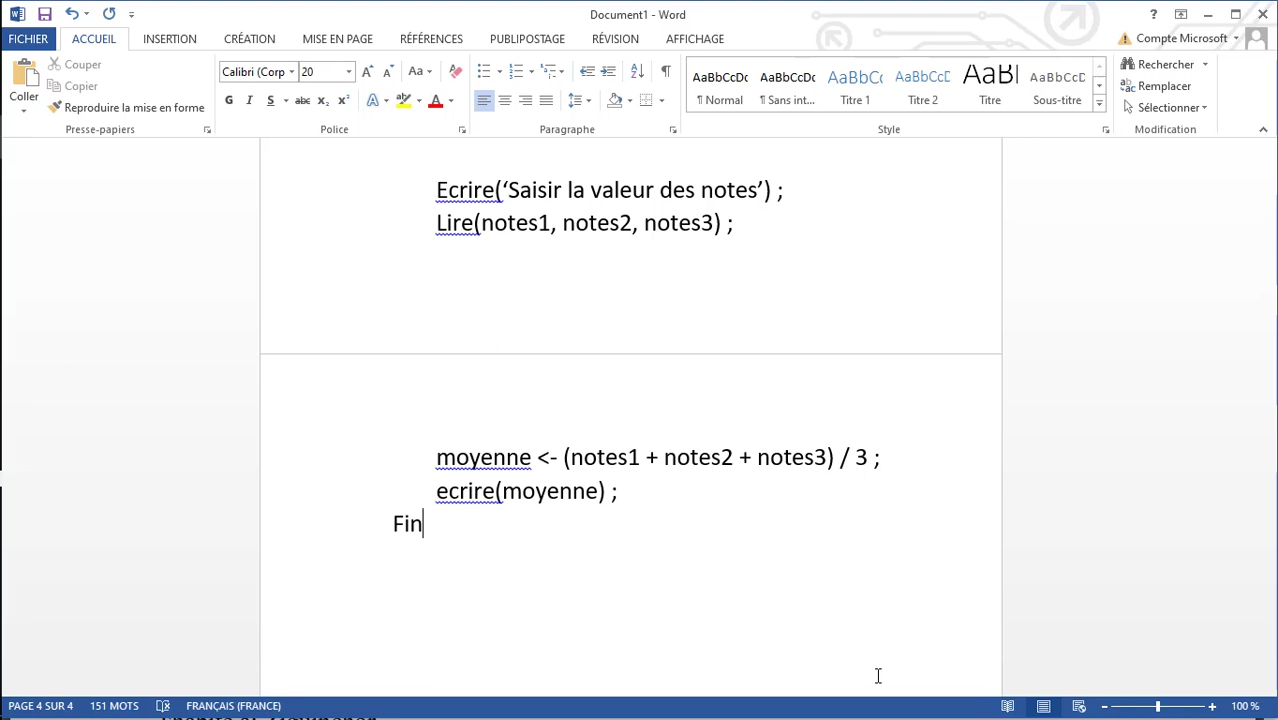 Document1 - Word
FICHIER ACCUEIL INSERTION CRÉATION MISE EN PAGE RÉFÉRENCES PUBLIPOSTAGE RÉVISION AFFICHAGE Compte Microsoft
Coller
Couper
Copier
Reproduire la mise en forme
Presse-papiers
Calibri (Corp 20
Police
Paragraphe
AaBbCcDc AaBbCcDc AaBbCc AaBbCcD AaBl AaBbCcD
¶ Normal ¶ Sans int... Titre 1 Titre 2 Titre Sous-titre
Style
Rechercher
Remplacer
Sélectionner
Modification
Ecrire(‘Saisir la valeur des notes’) ;
Lire(notes1, notes2, notes3) ;
moyenne <- (notes1 + notes2 + notes3) / 3 ;
ecrire(moyenne) ;
Fin
PAGE 4 SUR 4 151 MOTS FRANÇAIS (FRANCE) 100 %